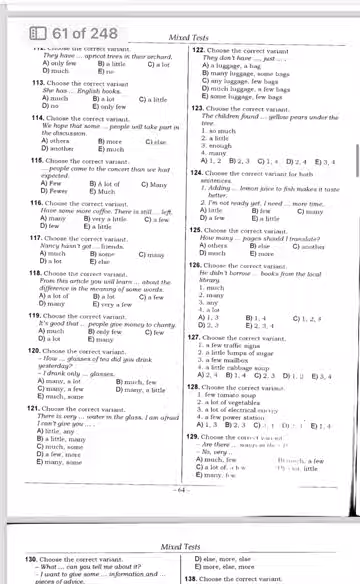 61 of 248
Mixed Tests
112. Choose the correct variant.
They have ... apricot trees in their orchard.
A) only few B) a little C) a lot
D) much E) no
113. Choose the correct variant
She has ... English books.
A) much B) a lot C) a little
D) no E) only few
114. Choose the correct variant.
We hope that some ... people will take part in
the discussion.
A) others B) more C) else
D) another E) much
115. Choose the correct variant.
... people came to the concert than we had
expected.
A) Few B) A lot of C) Many
D) Fewer E) Much
116. Choose the correct variant.
Have some more coffee. There is still ... left.
A) many B) very a little C) a few
D) few E) a little
117. Choose the correct variant.
Nancy hasn't got ... friends.
A) much B) some C) many
D) a lot E) else
118. Choose the correct variant.
From this article you will learn ... about the
difference in the meaning of some words.
A) a lot of B) a lot C) a few
D) many E) very a few
119. Choose the correct variant.
It's good that ... people give money to charity.
A) much B) only few C) few
D) a lot E) many
120. Choose the correct variant.
– How ... glasses of tea did you drink
yesterday?
– I drank only ... glasses.
A) many, a lot B) much, few
C) many, a few D) many, a little
E) much, some
121. Choose the correct variant.
There is very ... water in the glass, I am afraid
I can't give you ... .
A) little, any
B) a little, many
C) much, some
D) a few, more
E) many, some
122. Choose the correct variant
They don't have ..., just ... .
A) a luggage, a bag
B) many luggage, some bags
C) any luggage, few bags
D) much luggage, a few bags
E) some luggage, few bags
123. Choose the correct variant.
The children found ... yellow pears under the
tree.
1. so much
2. a little
3. enough
4. many
A) 1, 2 B) 2, 3 C) 1, 4 D) 2, 4 E) 3, 4
124. Choose the correct variant for both
sentences.
1. Adding ... lemon juice to fish makes it taste
better.
2. I'm not ready yet. I need ... more time.
A) little B) few C) many
D) a few E) a little
125. Choose the correct variant.
How many ... pages should I translate?
A) others B) else C) another
D) much E) more
126. Choose the correct variant.
He didn't borrow ... books from the local
library.
1. much
2. many
3. any
4. a lot
A) 1, 3 B) 1, 4 C) 1, 2, 3
D) 2, 3 E) 2, 3, 4
127. Choose the correct variant.
1. a few traffic signs
2. a little lumps of sugar
3. a few mailbox
4. a little cabbage soup
A) 2, 4 B) 1, 4 C) 2, 3 D) 1, 2 E) 3, 4
128. Choose the correct variant.
1. few tomato soup
2. a lot of vegetables
3. a lot of electrical energy
4. a few power station
A) 1, 3 B) 2, 3 E) 1, 4
129. Choose the correct variant
– Are there ...
– No, very ..
A) much, few B) much, a few
C) a lot of, a few little
E) many, few
– 64 –
Mixed Tests
130. Choose the correct variant.
– What ... can you tell me about it?
– I want to give some ... information and ...
pieces of advice.
D) else, more, else
E) more, else, more
138. Choose the correct variant.